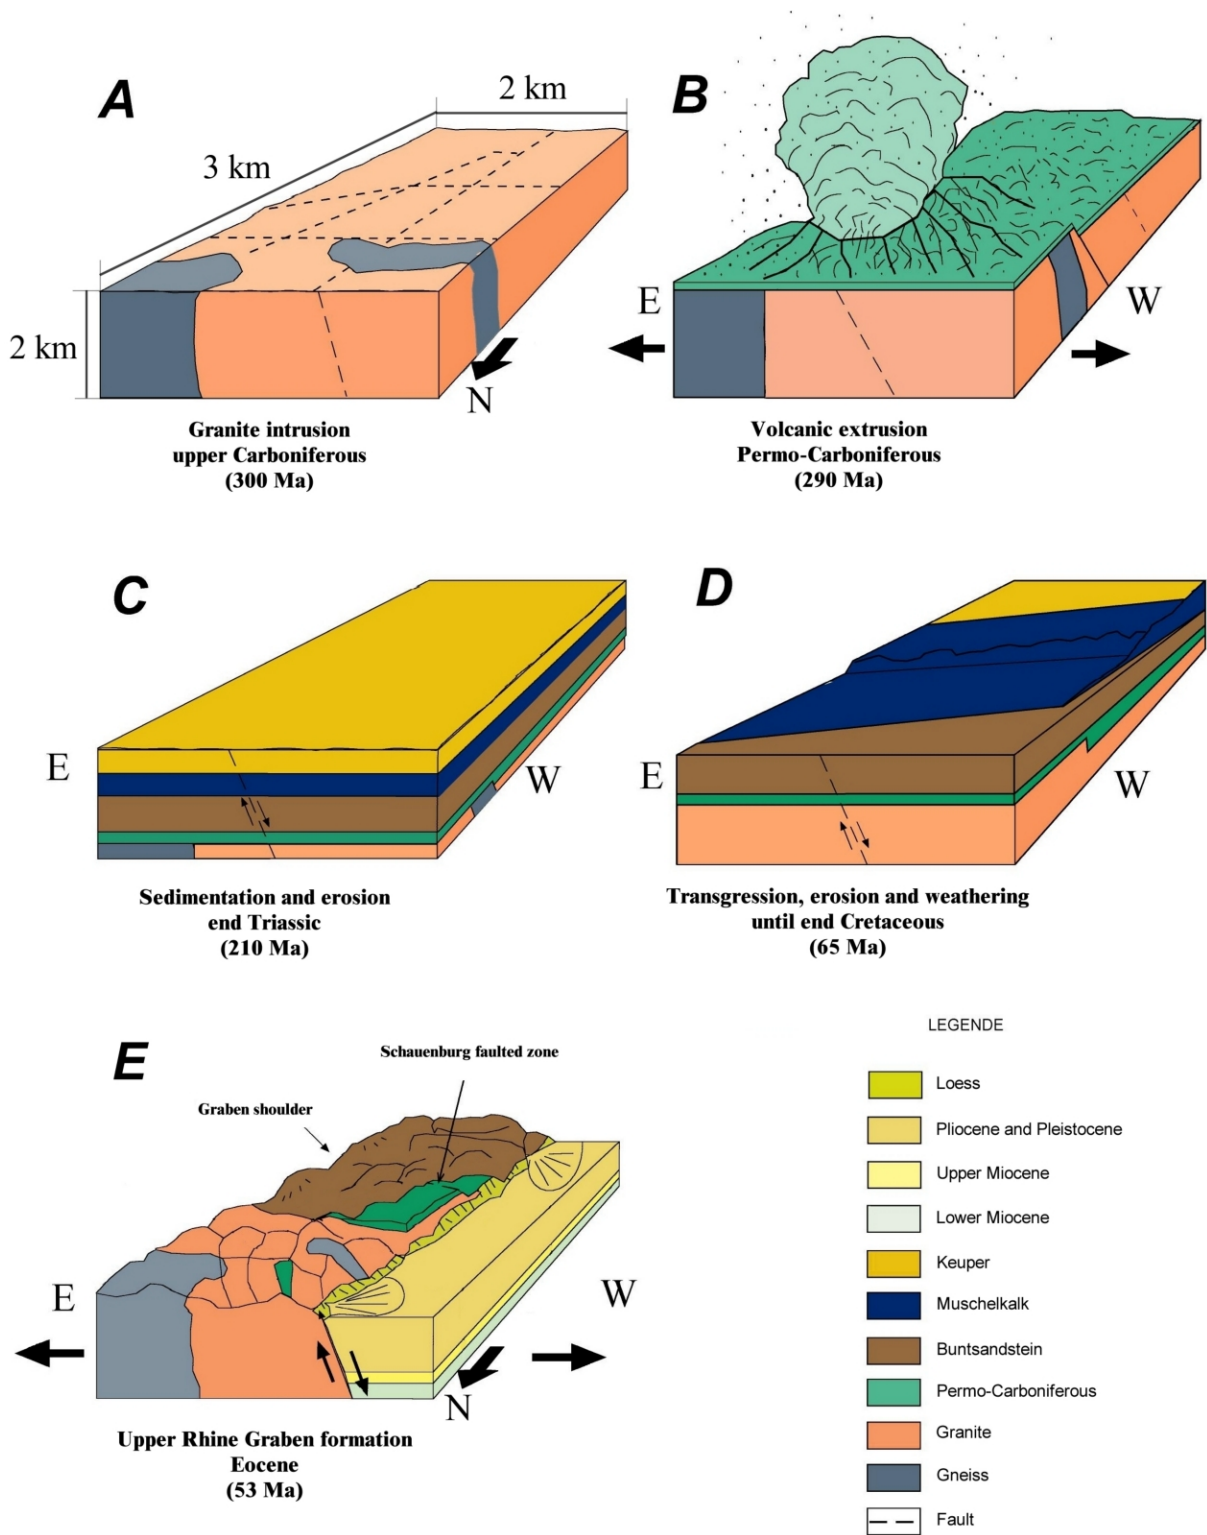 A
2 km
3 km
2 km
N
Granite intrusion
upper Carboniferous
(300 Ma)
B
E
W
Volcanic extrusion
Permo-Carboniferous
(290 Ma)
C
E
W
Sedimentation and erosion
end Triassic
(210 Ma)
D
E
W
Transgression, erosion and weathering
until end Cretaceous
(65 Ma)
E
Schauenburg faulted zone
Graben shoulder
E
W
N
Upper Rhine Graben formation
Eocene
(53 Ma)
LEGENDE
Loess
Pliocene and Pleistocene
Upper Miocene
Lower Miocene
Keuper
Muschelkalk
Buntsandstein
Permo-Carboniferous
Granite
Gneiss
Fault